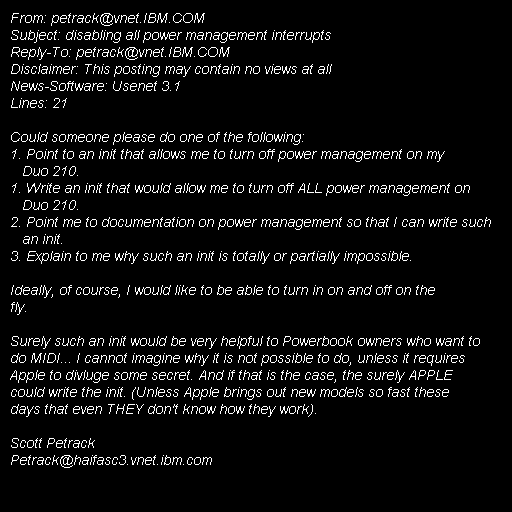 From: petrack@vnet.IBM.COM
Subject: disabling all power management interrupts
Reply-To: petrack@vnet.IBM.COM
Disclaimer: This posting may contain no views at all
News-Software: Usenet 3.1
Lines: 21

Could someone please do one of the following:
1. Point to an init that allows me to turn off power management on my
Duo 210.
1. Write an init that would allow me to turn off ALL power management on
Duo 210.
2. Point me to documentation on power management so that I can write such
an init.
3. Explain to me why such an init is totally or partially impossible.

Ideally, of course, I would like to be able to turn in on and off on the
fly.

Surely such an init would be very helpful to Powerbook owners who want to
do MIDI... I cannot imagine why it is not possible to do, unless it requires
Apple to divluge some secret. And if that is the case, the surely APPLE
could write the init. (Unless Apple brings out new models so fast these
days that even THEY don't know how they work).

Scott Petrack
Petrack@haifasc3.vnet.ibm.com